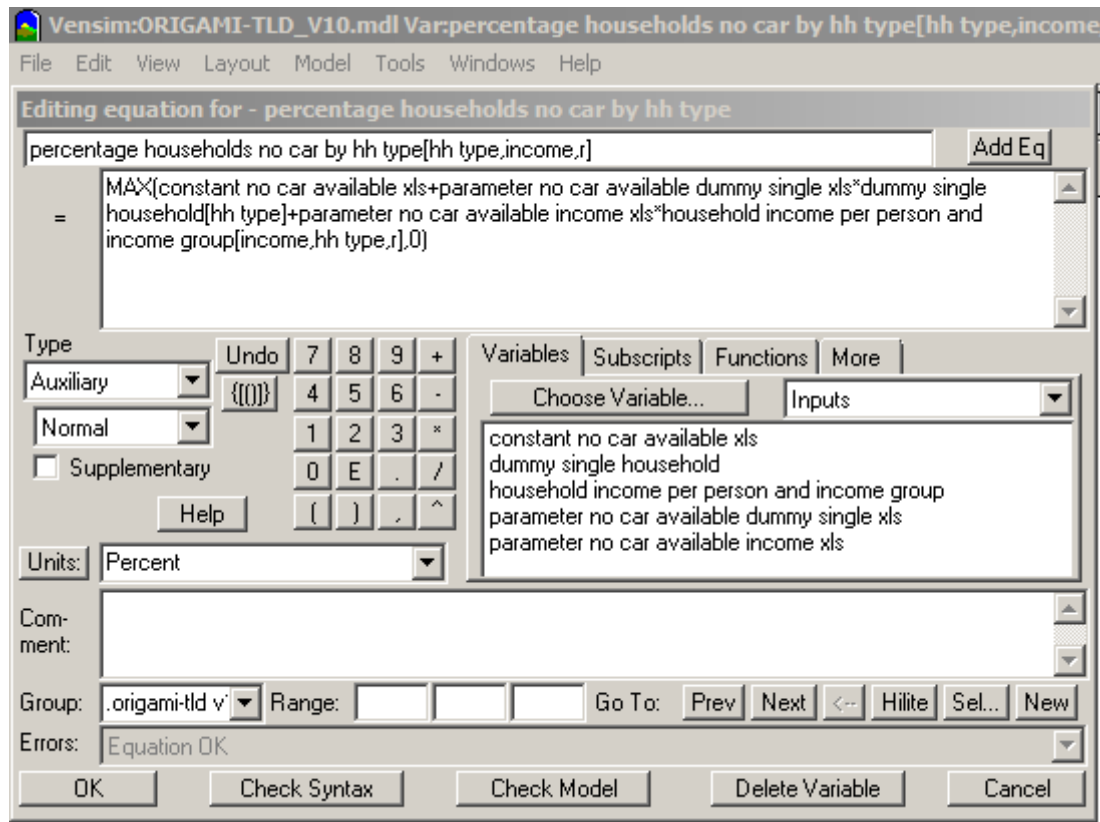 Vensim:ORIGAMI-TLD_V10.mdl Var:percentage households no car by hh type[hh type,income
File Edit View Layout Model Tools Windows Help
Editing equation for - percentage households no car by hh type
percentage households no car by hh type[hh type,income,r] Add Eq
= MAX(constant no car available xls+parameter no car available dummy single xls*dummy single
household[hh type]+parameter no car available income xls*household income per person and
income group[income,hh type,r],0)
Type
Undo 7 8 9 +
Variables Subscripts Functions More
Auxiliary {[()]} 4 5 6 -
Choose Variable... Inputs
Normal 1 2 3 *
Supplementary 0 E . /
Help ( ) , ^
constant no car available xls
dummy single household
household income per person and income group
parameter no car available dummy single xls
parameter no car available income xls
Units: Percent
Com-
ment:
Group: .origami-tld v Range: Go To: Prev Next <-- Hilite Sel... New
Errors: Equation OK
OK Check Syntax Check Model Delete Variable Cancel